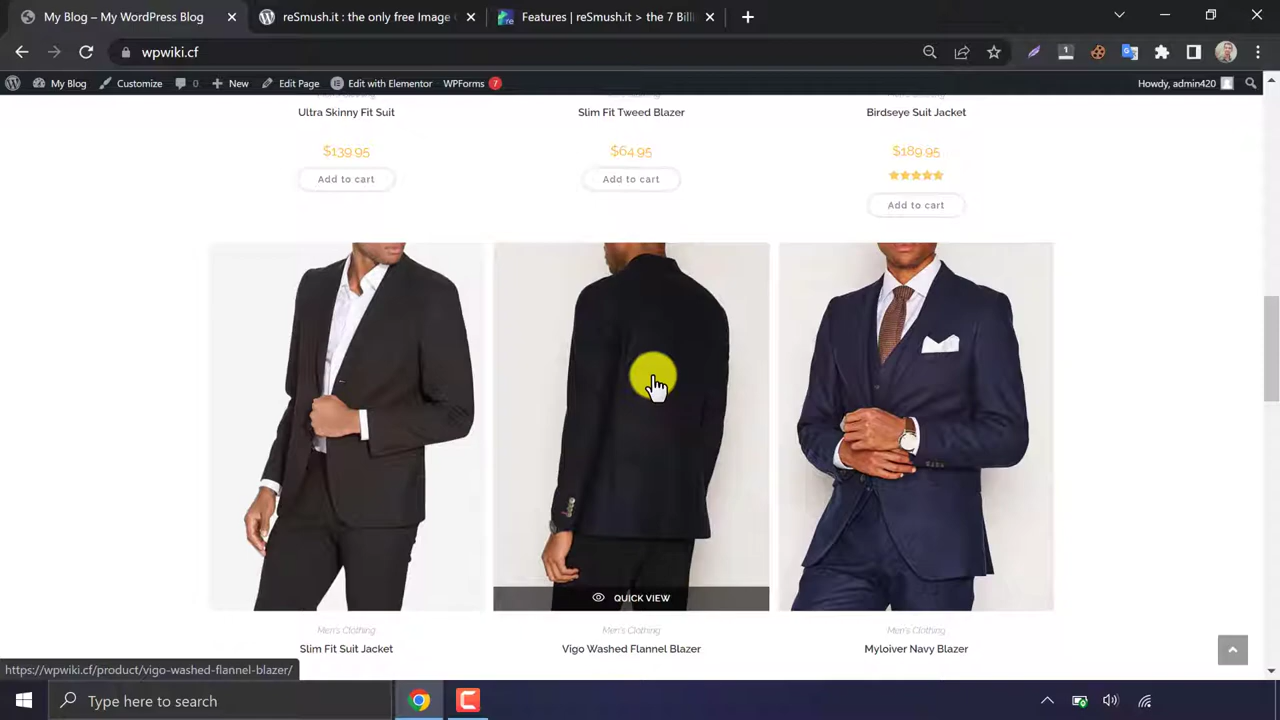 My Blog – My WordPress Blog
reSmush.it : the only free Image
Features | reSmush.it > the 7 Billi
wpwiki.cf
My Blog Customize 0 New Edit Page Edit with Elementor WPForms 7 Howdy, admin420
Ultra Skinny Fit Suit
Slim Fit Tweed Blazer
Birdseye Suit Jacket
$139.95
$64.95
$189.95
Add to cart
Add to cart
Add to cart
QUICK VIEW
Men's Clothing
Men's Clothing
Men's Clothing
Slim Fit Suit Jacket
Vigo Washed Flannel Blazer
Myloiver Navy Blazer
https://wpwiki.cf/product/vigo-washed-flannel-blazer/
Type here to search